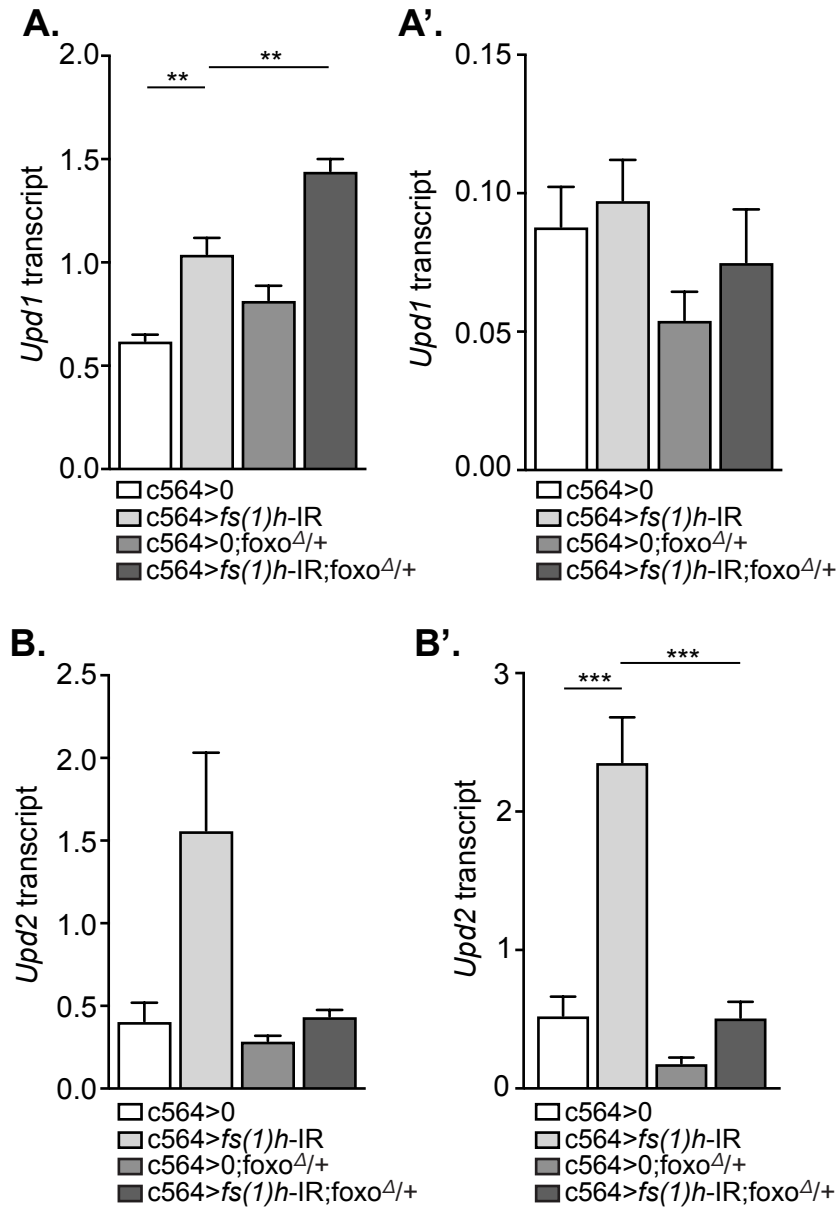 A.
2.0
1.5
1.0
0.5
0.0
Upd1 transcript
**
**
c564>0
c564>fs(1)h-IR
c564>0;foxoΔ/+
c564>fs(1)h-IR;foxoΔ/+
A’.
0.15
0.10
0.05
0.00
Upd1 transcript
c564>0
c564>fs(1)h-IR
c564>0;foxoΔ/+
c564>fs(1)h-IR;foxoΔ/+
B.
2.5
2.0
1.5
1.0
0.5
0.0
Upd2 transcript
c564>0
c564>fs(1)h-IR
c564>0;foxoΔ/+
c564>fs(1)h-IR;foxoΔ/+
B’.
3
2
1
0
Upd2 transcript
***
***
c564>0
c564>fs(1)h-IR
c564>0;foxoΔ/+
c564>fs(1)h-IR;foxoΔ/+